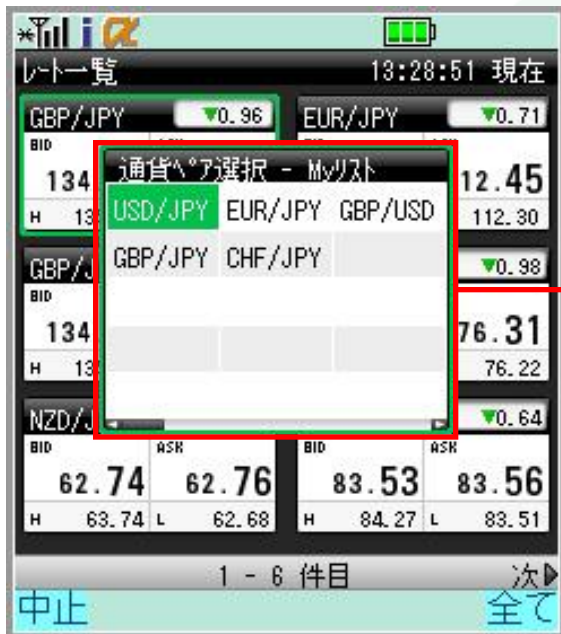 レート一覧 13:28:51 現在
GBP/JPY ▼0.96 EUR/JPY ▼0.71
BID
134 12.45
H 13 112.30
通貨ペア選択 - Myリスト
USD/JPY EUR/JPY GBP/USD
GBP/JPY CHF/JPY
GBP/J ▼0.98
BID
134 76.31
H 13 76.22
NZD/J ▼0.64
BID ASK BID ASK
62.74 62.76 83.53 83.56
H 63.74 L 62.68 H 84.27 L 83.51
1 - 6 件目 次▶
中止 全て